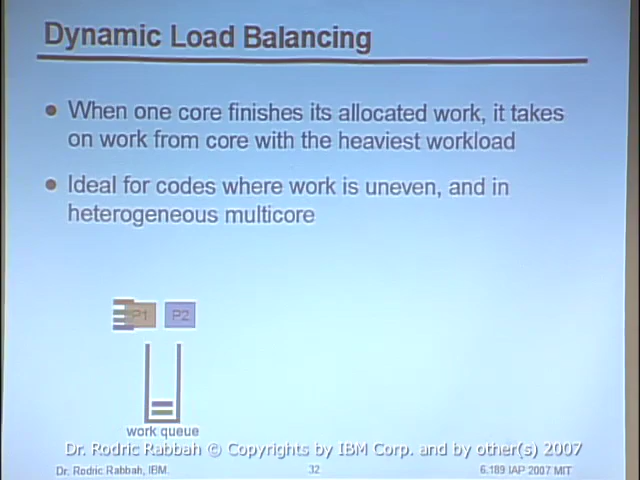 Dynamic Load Balancing
When one core finishes its allocated work, it takes
on work from core with the heaviest workload
Ideal for codes where work is uneven, and in
heterogeneous multicore
P1 P2
work queue
Dr. Rodric Rabbah © Copyrights by IBM Corp. and by other(s) 2007
Dr. Rodric Rabbah, IBM. 32 6.189 IAP 2007 MIT